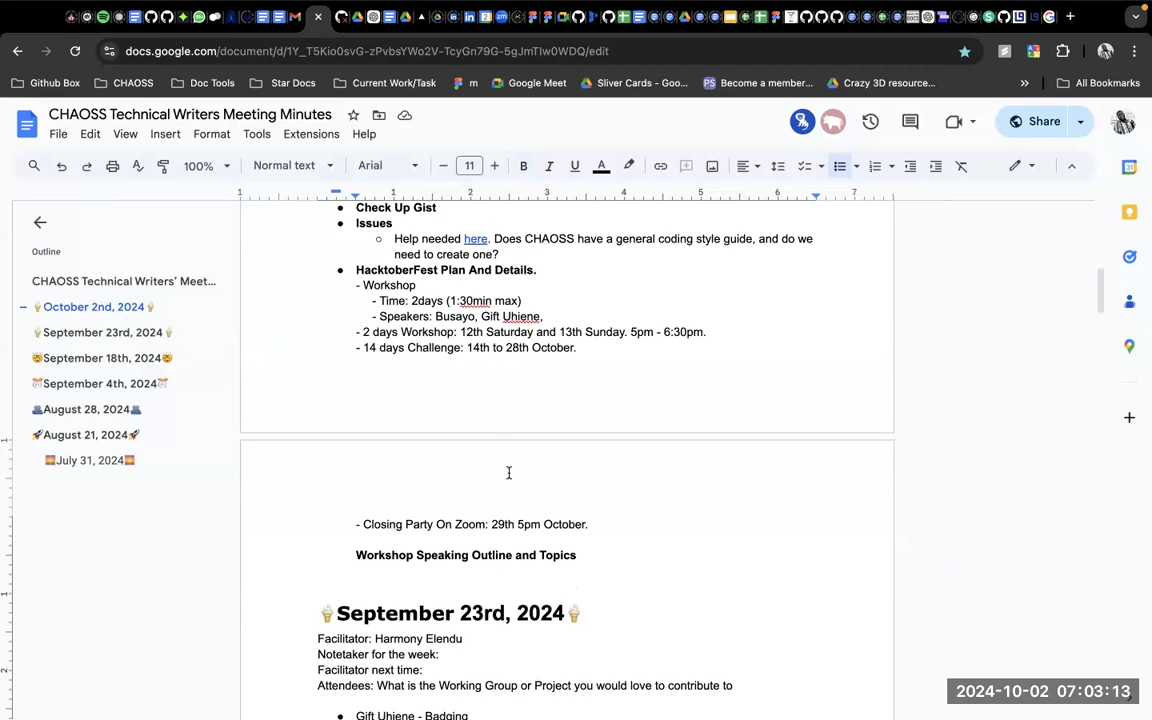 docs.google.com/document/d/1Y_T5Kio0svG-zPvbsYWo2V-TcyGn79G-5gJmTIw0WDQ/edit
Github Box
CHAOSS
Doc Tools
Star Docs
Current Work/Task
m
Google Meet
Sliver Cards - Goo...
Become a member...
Crazy 3D resource...
»
All Bookmarks
CHAOSS Technical Writers Meeting Minutes
File Edit View Insert Format Tools Extensions Help
Share
100% Normal text Arial 11 B I U A
1 1 2 3 4 5 6 7
Outline
CHAOSS Technical Writers' Meet...
🍦October 2nd, 2024🍦
🍦September 23rd, 2024🍦
September 18th, 2024
September 4th, 2024
August 28, 2024
🚀August 21, 2024🚀
🌅July 31, 2024🌅
● Check Up Gist
● Issues
○ Help needed here. Does CHAOSS have a general coding style guide, and do we
need to create one?
● HacktoberFest Plan And Details.
- Workshop
- Time: 2days (1:30min max)
- Speakers: Busayo, Gift Uhiene,
- 2 days Workshop: 12th Saturday and 13th Sunday. 5pm - 6:30pm.
- 14 days Challenge: 14th to 28th October.
- Closing Party On Zoom: 29th 5pm October.
Workshop Speaking Outline and Topics
🍦September 23rd, 2024🍦
Facilitator: Harmony Elendu
Notetaker for the week:
Facilitator next time:
Attendees: What is the Working Group or Project you would love to contribute to
● Gift Uhiene - Badging
2024-10-02 07:03:13